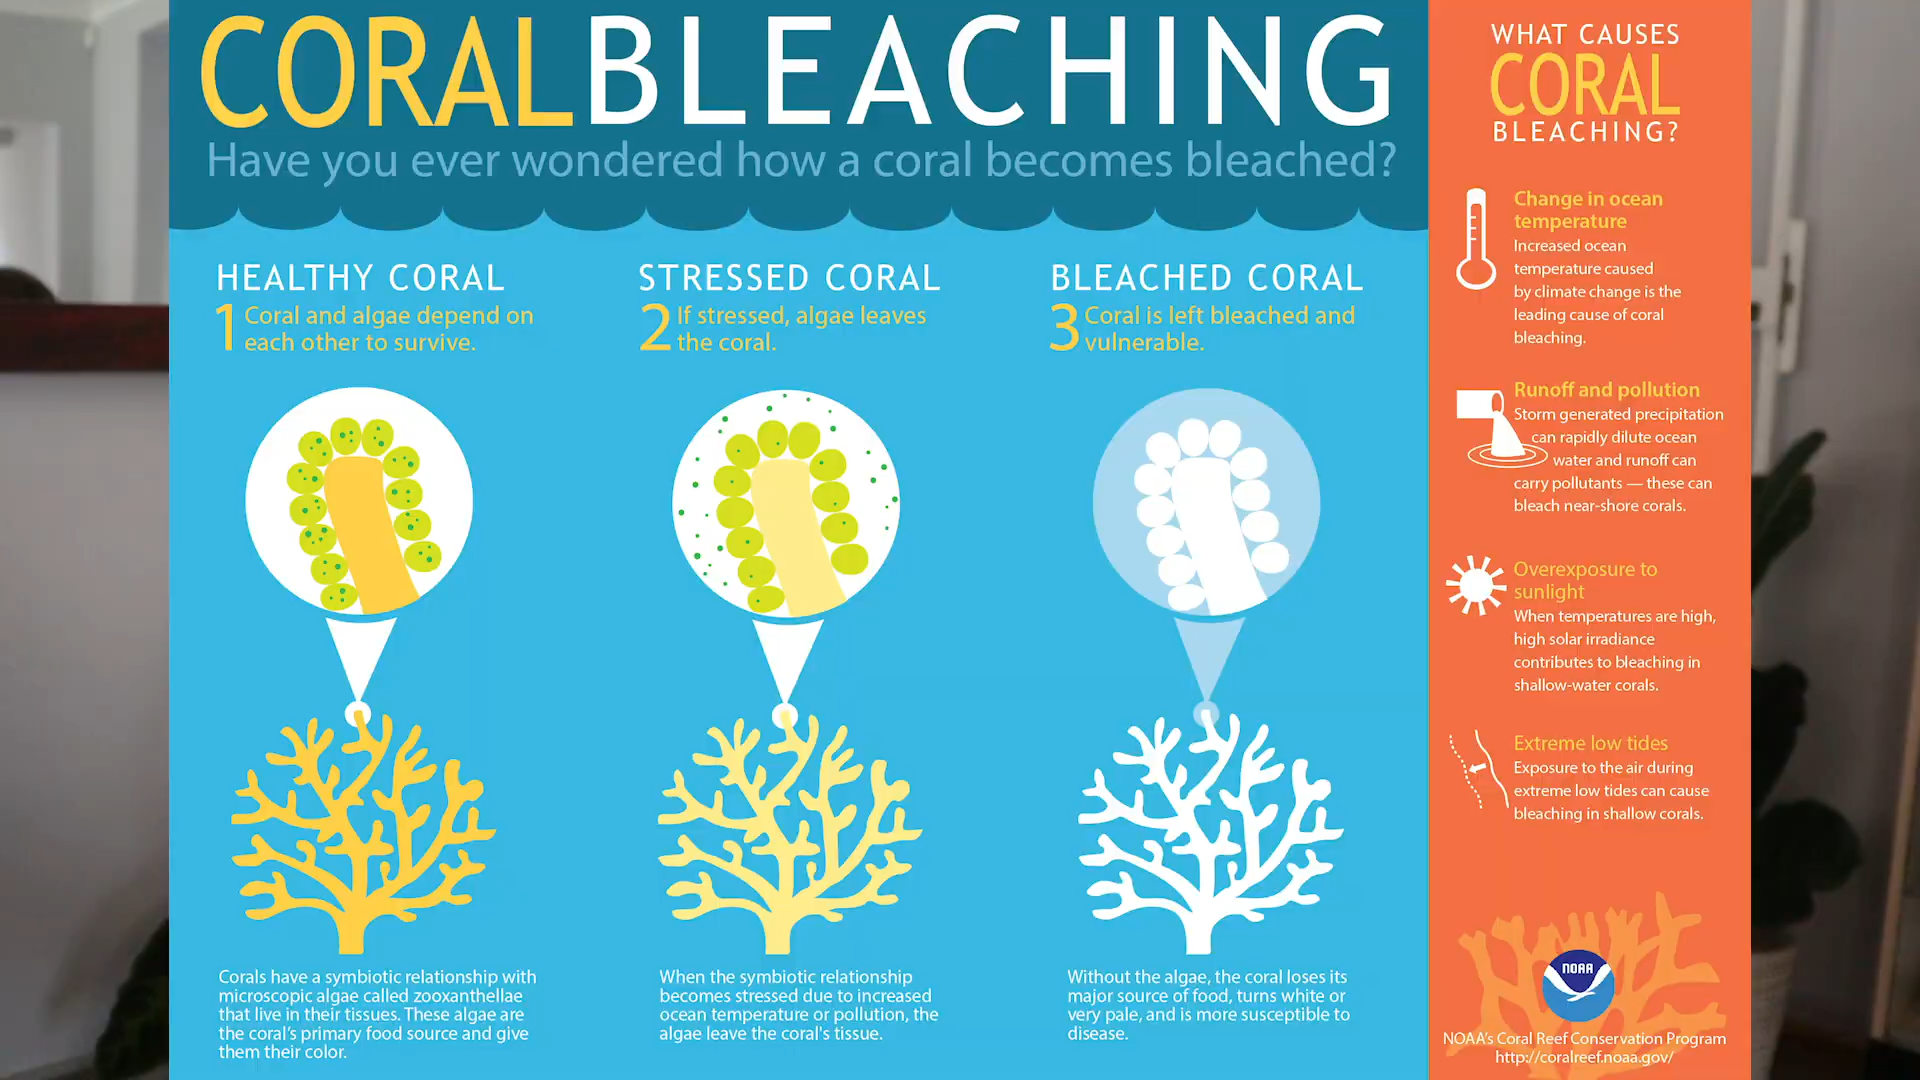 CORALBLEACHING
Have you ever wondered how a coral becomes bleached?
HEALTHY CORAL
1 Coral and algae depend on
each other to survive.
Corals have a symbiotic relationship with
microscopic algae called zooxanthellae
that live in their tissues. These algae are
the coral's primary food source and give
them their color.
STRESSED CORAL
2 If stressed, algae leaves
the coral.
When the symbiotic relationship
becomes stressed due to increased
ocean temperature or pollution, the
algae leave the coral's tissue.
BLEACHED CORAL
3 Coral is left bleached and
vulnerable.
Without the algae, the coral loses its
major source of food, turns white or
very pale, and is more susceptible to
disease.
WHAT CAUSES
CORAL
BLEACHING?
Change in ocean
temperature
Increased ocean
temperature caused
by climate change is the
leading cause of coral
bleaching.
Runoff and pollution
Storm generated precipitation
can rapidly dilute ocean
water and runoff can
carry pollutants — these can
bleach near-shore corals.
Overexposure to
sunlight
When temperatures are high,
high solar irradiance
contributes to bleaching in
shallow-water corals.
Extreme low tides
Exposure to the air during
extreme low tides can cause
bleaching in shallow corals.
NOAA
NOAA's Coral Reef Conservation Program
http://coralreef.noaa.gov/